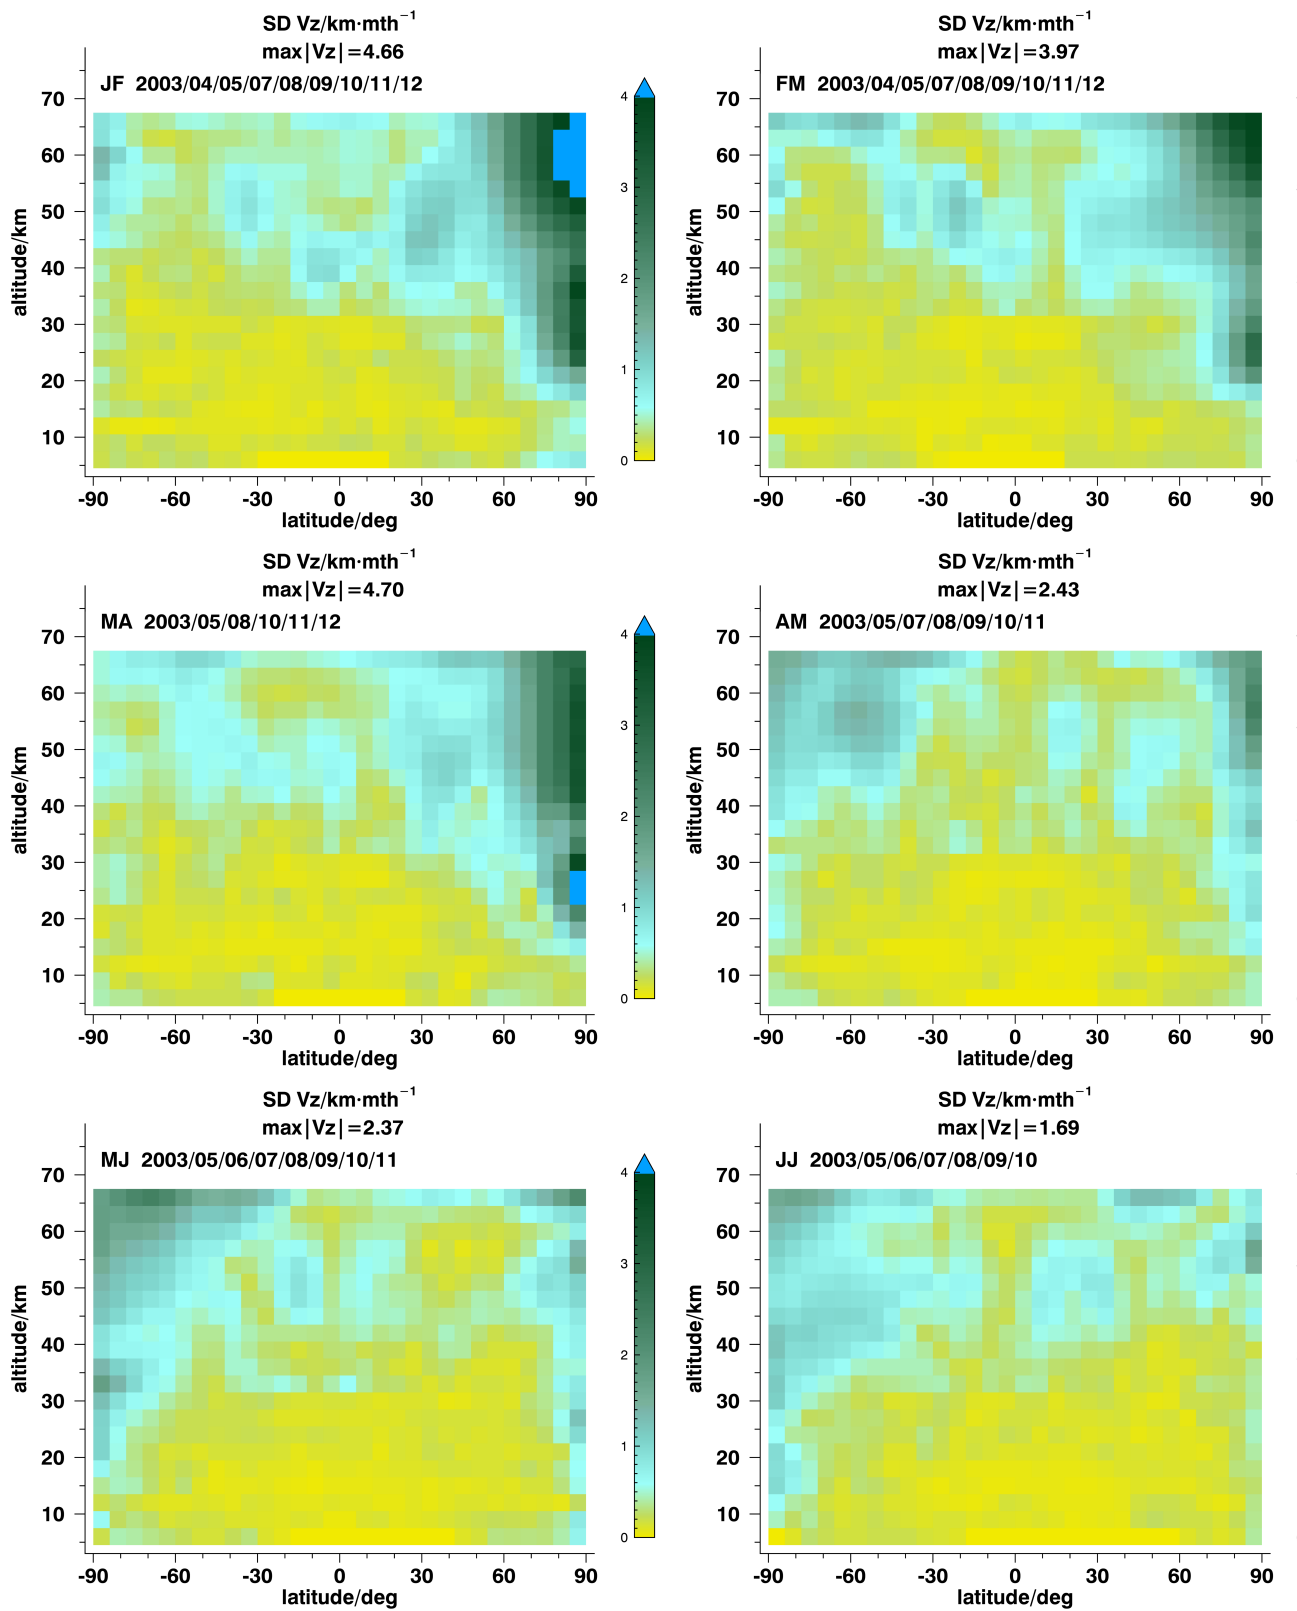 SD Vz/km·mth−1
max|Vz|=4.66
JF 2003/04/05/07/08/09/10/11/12
altitude/km
70
60
50
40
30
20
10
-90 -60 -30 0 30 60 90
latitude/deg
4
3
2
1
0
SD Vz/km·mth−1
max|Vz|=3.97
FM 2003/04/05/07/08/09/10/11/12
altitude/km
70
60
50
40
30
20
10
-90 -60 -30 0 30 60 90
latitude/deg
SD Vz/km·mth−1
max|Vz|=4.70
MA 2003/05/08/10/11/12
altitude/km
70
60
50
40
30
20
10
-90 -60 -30 0 30 60 90
latitude/deg
4
3
2
1
0
SD Vz/km·mth−1
max|Vz|=2.43
AM 2003/05/07/08/09/10/11
altitude/km
70
60
50
40
30
20
10
-90 -60 -30 0 30 60 90
latitude/deg
SD Vz/km·mth−1
max|Vz|=2.37
MJ 2003/05/06/07/08/09/10/11
altitude/km
70
60
50
40
30
20
10
-90 -60 -30 0 30 60 90
latitude/deg
4
3
2
1
0
SD Vz/km·mth−1
max|Vz|=1.69
JJ 2003/05/06/07/08/09/10
altitude/km
70
60
50
40
30
20
10
-90 -60 -30 0 30 60 90
latitude/deg